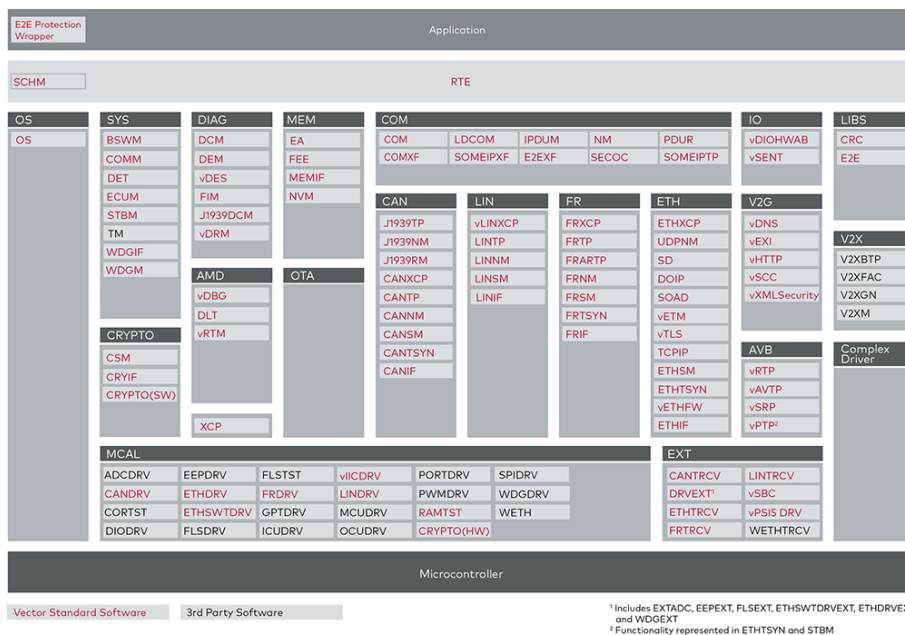 E2E Protection
Wrapper
Application
SCHM
RTE
OS
OS
SYS
BSWM
COMM
DET
ECUM
STBM
TM
WDGIF
WDGM
DIAG
DCM
DEM
vDES
FIM
J1939DCM
vDRM
MEM
EA
FEE
MEMIF
NVM
COM
COM LDCOM IPDUM NM PDUR
COMXF SOMEIPXF E2EXF SECOC SOMEIPTP
IO
vDIOHWAB
vSENT
LIBS
CRC
E2E
CRYPTO
CSM
CRYIF
CRYPTO(SW)
AMD
vDBG
DLT
vRTM
XCP
OTA
CAN
J1939TP
J1939NM
J1939RM
CANXCP
CANTP
CANNM
CANSM
CANTSYN
CANIF
LIN
vLINXCP
LINTP
LINNM
LINSM
LINIF
FR
FRXCP
FRTP
FRARTP
FRNM
FRSM
FRTSYN
FRIF
ETH
ETHXCP
UDPNM
SD
DOIP
SOAD
vETM
vTLS
TCPIP
ETHSM
ETHTSYN
vETHFW
ETHIF
V2G
vDNS
vEXI
vHTTP
vSCC
vXMLSecurity
AVB
vRTP
vAVTP
vSRP
vPTP²
V2X
V2XBTP
V2XFAC
V2XGN
V2XM
Complex
Driver
MCAL
ADCDRV EEPDRV FLSTST vIICDRV PORTDRV SPIDRV
CANDRV ETHDRV FRDRV LINDRV PWMDRV WDGDRV
CORTST ETHSWTDRV GPTDRV MCUDRV RAMTST WETH
DIODRV FLSDRV ICUDRV OCUDRV CRYPTO(HW)
EXT
CANTRCV LINTRCV
DRVEXT¹ vSBC
ETHTRCV vPSI5 DRV
FRTRCV WETHTRCV
Microcontroller
Vector Standard Software
3rd Party Software
¹ Includes EXTADC, EEPEXT, FLSEXT, ETHSWTDRVEXT, ETHDRVEX
and WDGEXT
² Functionality represented in ETHTSYN and STBM